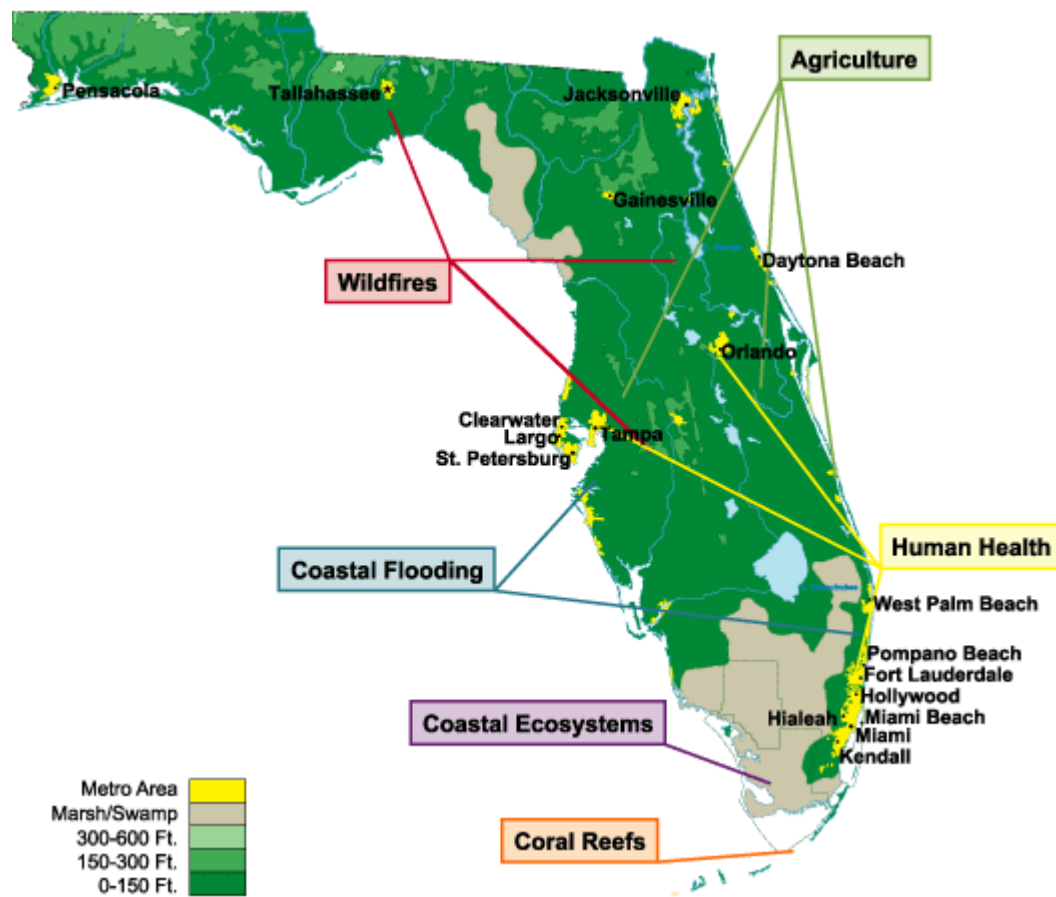 Agriculture
Pensacola
Tallahassee
Jacksonville
Gainesville
Daytona Beach
Wildfires
Orlando
Clearwater
Largo
Tampa
St. Petersburg
Human Health
Coastal Flooding
West Palm Beach
Pompano Beach
Fort Lauderdale
Hollywood
Hialeah
Miami Beach
Miami
Kendall
Coastal Ecosystems
Coral Reefs
Metro Area
Marsh/Swamp
300-600 Ft.
150-300 Ft.
0-150 Ft.